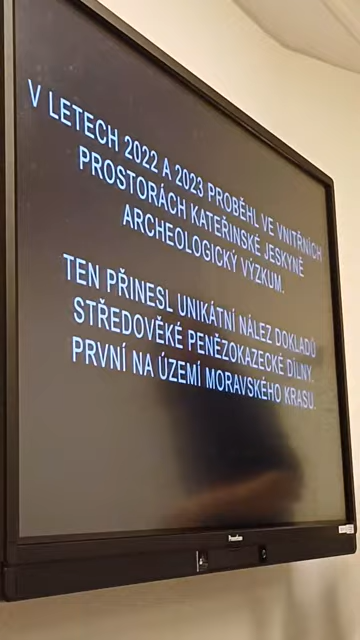 V LETECH 2022 A 2023 PROBĚHL VE VNITŘNÍCH
PROSTORÁCH KATEŘINSKÉ JESKYNĚ
ARCHEOLOGICKÝ VÝZKUM.
TEN PŘINESL UNIKÁTNÍ NÁLEZ DOKLADŮ
STŘEDOVĚKÉ PENĚZOKAZECKÉ DÍLNY.
PRVNÍ NA ÚZEMÍ MORAVSKÉHO KRASU.